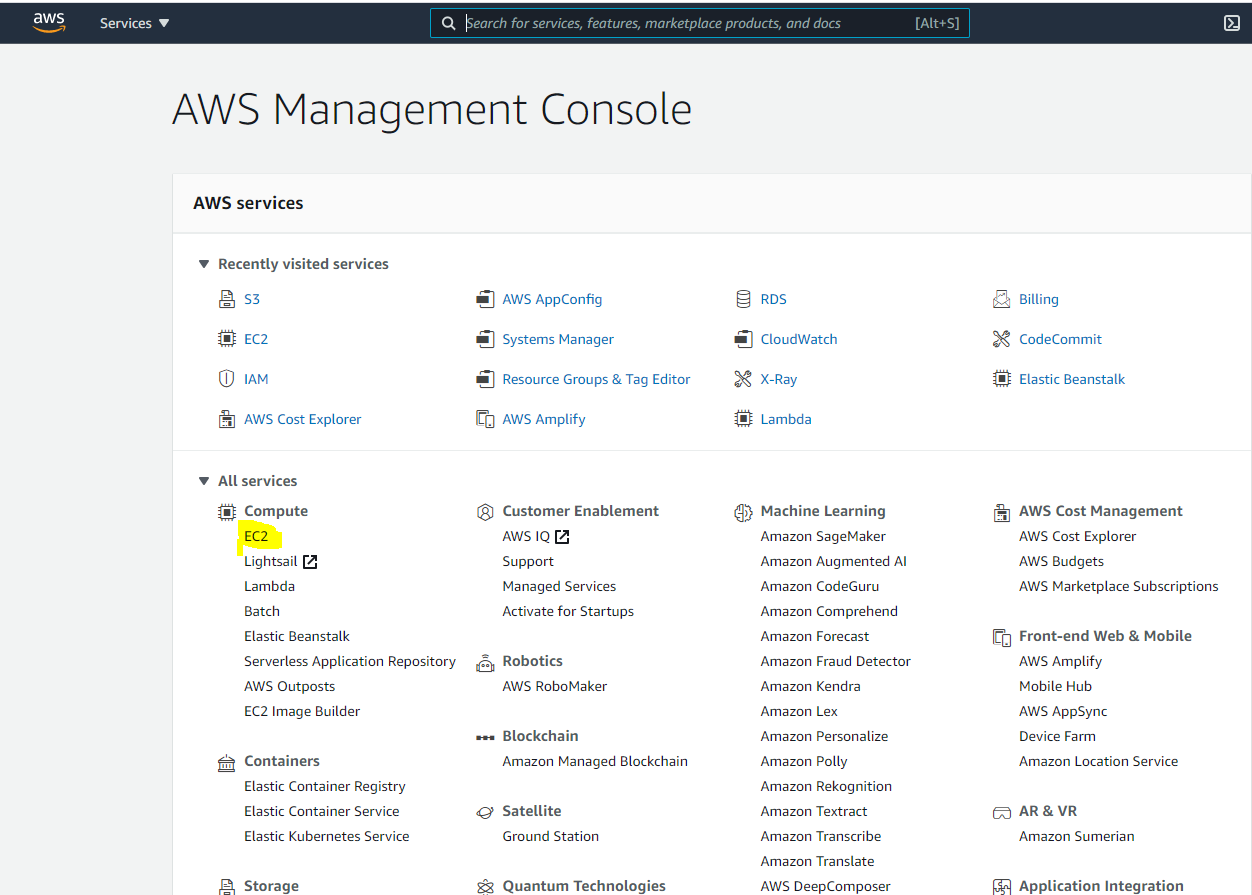 aws Services Search for services, features, marketplace products, and docs [Alt+S]
AWS Management Console
AWS services
Recently visited services
S3
EC2
IAM
AWS Cost Explorer
AWS AppConfig
Systems Manager
Resource Groups & Tag Editor
AWS Amplify
RDS
CloudWatch
X-Ray
Lambda
Billing
CodeCommit
Elastic Beanstalk
All services
Compute
EC2
Lightsail
Lambda
Batch
Elastic Beanstalk
Serverless Application Repository
AWS Outposts
EC2 Image Builder
Containers
Elastic Container Registry
Elastic Container Service
Elastic Kubernetes Service
Storage
Customer Enablement
AWS IQ
Support
Managed Services
Activate for Startups
Robotics
AWS RoboMaker
Blockchain
Amazon Managed Blockchain
Satellite
Ground Station
Quantum Technologies
Machine Learning
Amazon SageMaker
Amazon Augmented AI
Amazon CodeGuru
Amazon Comprehend
Amazon Forecast
Amazon Fraud Detector
Amazon Kendra
Amazon Lex
Amazon Personalize
Amazon Polly
Amazon Rekognition
Amazon Textract
Amazon Transcribe
Amazon Translate
AWS DeepComposer
AWS Cost Management
AWS Cost Explorer
AWS Budgets
AWS Marketplace Subscriptions
Front-end Web & Mobile
AWS Amplify
Mobile Hub
AWS AppSync
Device Farm
Amazon Location Service
AR & VR
Amazon Sumerian
Application Integration